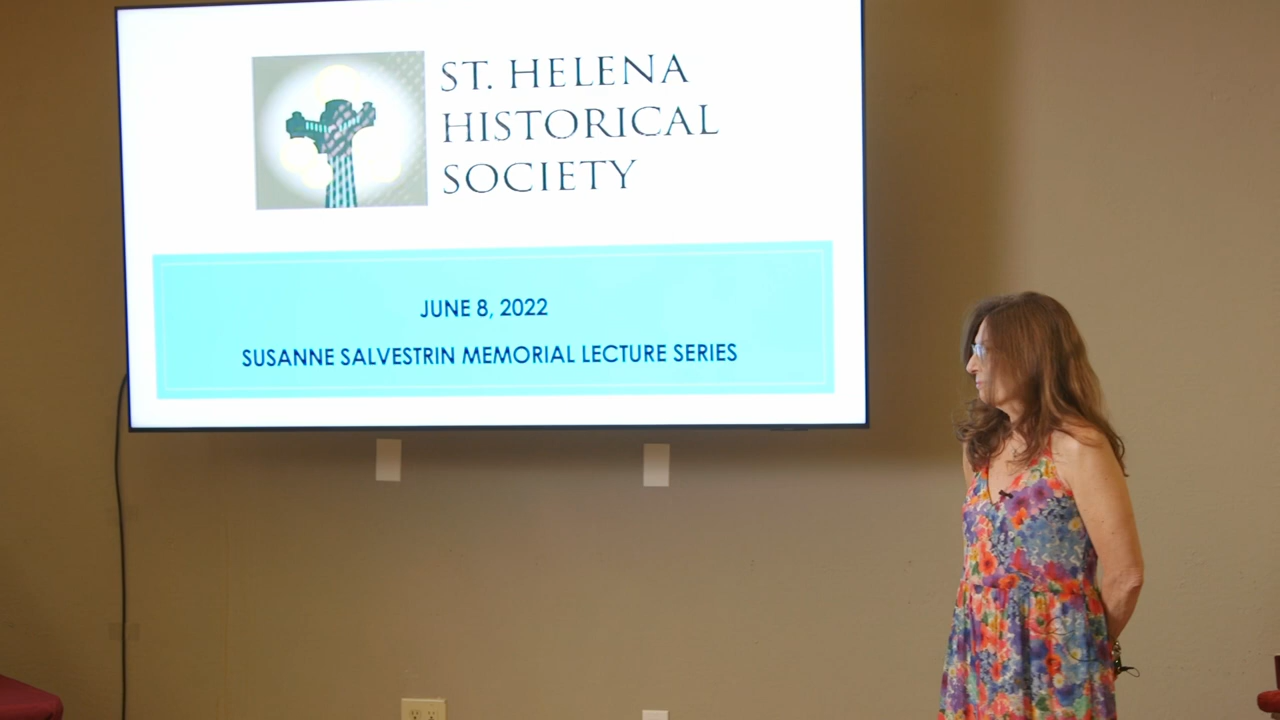 ST. HELENA
HISTORICAL
SOCIETY
JUNE 8, 2022
SUSANNE SALVESTRIN MEMORIAL LECTURE SERIES